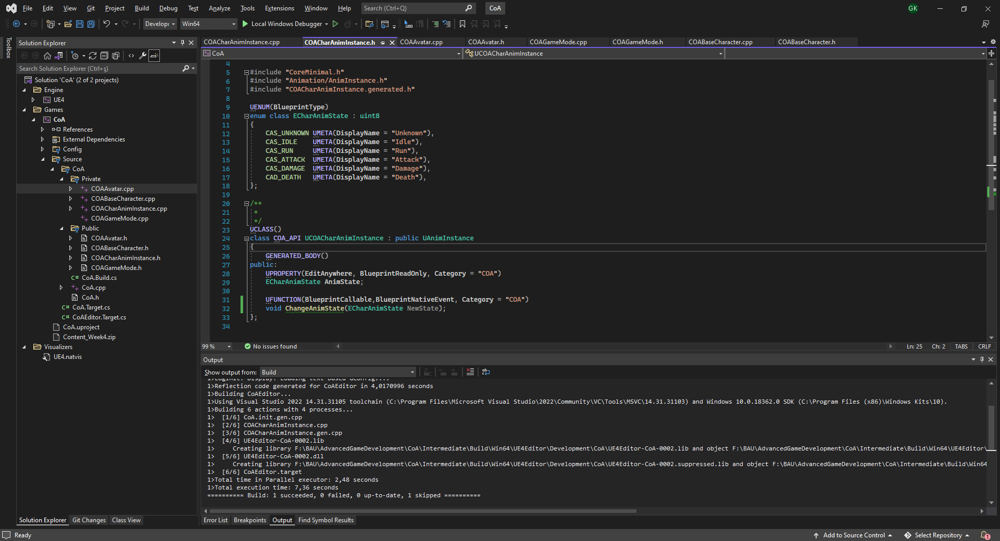 File Edit View Git Project Build Debug Test Analyze Tools Extensions Window Help Search (Ctrl+Q) CoA GK
Developı Win64 Local Windows Debugger
Toolbox
Solution Explorer
Search Solution Explorer (Ctrl+ş)
Solution 'CoA' (2 of 2 projects)
Engine
UE4
Games
CoA
References
External Dependencies
Config
Source
CoA
Private
COAAvatar.cpp
COABaseCharacter.cpp
COACharAnimInstance.cpp
COAGameMode.cpp
Public
COAAvatar.h
COABaseCharacter.h
COACharAnimInstance.h
COAGameMode.h
CoA.Build.cs
CoA.cpp
CoA.h
CoA.Target.cs
CoAEditor.Target.cs
CoA.uproject
Content_Week4.zip
Visualizers
UE4.natvis
Solution Explorer Git Changes Class View
COACharAnimInstance.cpp COACharAnimInstance.h COAAvatar.cpp COAAvatar.h COAGameMode.cpp COAGameMode.h COABaseCharacter.cpp COABaseCharacter.h
CoA UCOACharAnimInstance
4
5 #include "CoreMinimal.h"
6 #include "Animation/AnimInstance.h"
7 #include "COACharAnimInstance.generated.h"
8
9 UENUM(BlueprintType)
10 enum class ECharAnimState : uint8
11 {
12 CAS_UNKNOWN UMETA(DisplayName = "Unknown"),
13 CAS_IDLE UMETA(DisplayName = "Idle"),
14 CAS_RUN UMETA(DisplayName = "Run"),
15 CAS_ATTACK UMETA(DisplayName = "Attack"),
16 CAS_DAMAGE UMETA(DisplayName = "Damage"),
17 CAD_DEATH UMETA(DisplayName = "Death"),
18 };
19
20 /**
21 *
22 */
23 UCLASS()
24 class COA_API UCOACharAnimInstance : public UAnimInstance
25 {
26 GENERATED_BODY()
27 public:
28 UPROPERTY(EditAnywhere, BlueprintReadOnly, Category = "COA")
29 ECharAnimState AnimState;
30
31 UFUNCTION(BlueprintCallable,BlueprintNativeEvent, Category = "COA")
32 void ChangeAnimState(ECharAnimState NewState);
33 };
34
99 % No issues found Ln: 25 Ch: 2 TABS CRLF
Output
Show output from: Build
1>LogInit: Display: Loading text-based GConfig....
1>Reflection code generated for CoAEditor in 4,0170996 seconds
1>Building CoAEditor...
1>Using Visual Studio 2022 14.31.31105 toolchain (C:\Program Files\Microsoft Visual Studio\2022\Community\VC\Tools\MSVC\14.31.31103) and Windows 10.0.18362.0 SDK (C:\Program Files (x86)\Windows Kits\10).
1>Building 6 actions with 4 processes...
1> [1/6] CoA.init.gen.cpp
1> [2/6] COACharAnimInstance.cpp
1> [3/6] COACharAnimInstance.gen.cpp
1> [4/6] UE4Editor-CoA-0002.lib
1> Creating library F:\BAU\AdvancedGameDevelopment\CoA\Intermediate\Build\Win64\UE4Editor\Development\CoA\UE4Editor-CoA-0002.lib and object F:\BAU\AdvancedGameDevelopment\CoA\Intermediate\Build\Win64\UE4Editor\
1> [5/6] UE4Editor-CoA-0002.dll
1> Creating library F:\BAU\AdvancedGameDevelopment\CoA\Intermediate\Build\Win64\UE4Editor\Development\CoA\UE4Editor-CoA-0002.suppressed.lib and object F:\BAU\AdvancedGameDevelopment\CoA\Intermediate\Build\Win64
1> [6/6] CoAEditor.target
1>Total time in Parallel executor: 2,48 seconds
1>Total execution time: 7,36 seconds
========== Build: 1 succeeded, 0 failed, 0 up-to-date, 1 skipped ==========
Error List Breakpoints Output Find Symbol Results
Ready Add to Source Control Select Repository 1